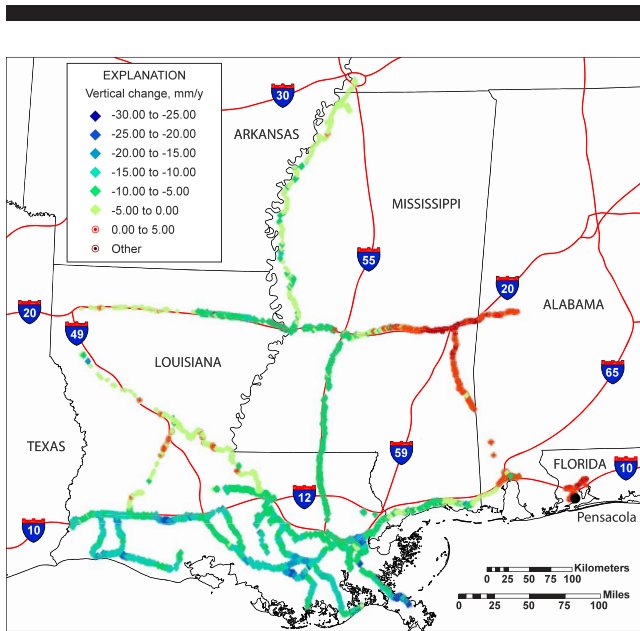 EXPLANATION
Vertical change, mm/y
-30.00 to -25.00
-25.00 to -20.00
-20.00 to -15.00
-15.00 to -10.00
-10.00 to -5.00
-5.00 to 0.00
0.00 to 5.00
Other
30
ARKANSAS
MISSISSIPPI
55
20
ALABAMA
20
49
LOUISIANA
65
TEXAS
59
FLORIDA
10
12
Pensacola
10
Kilometers
0 25 50 100
Miles
0 25 50 75 100